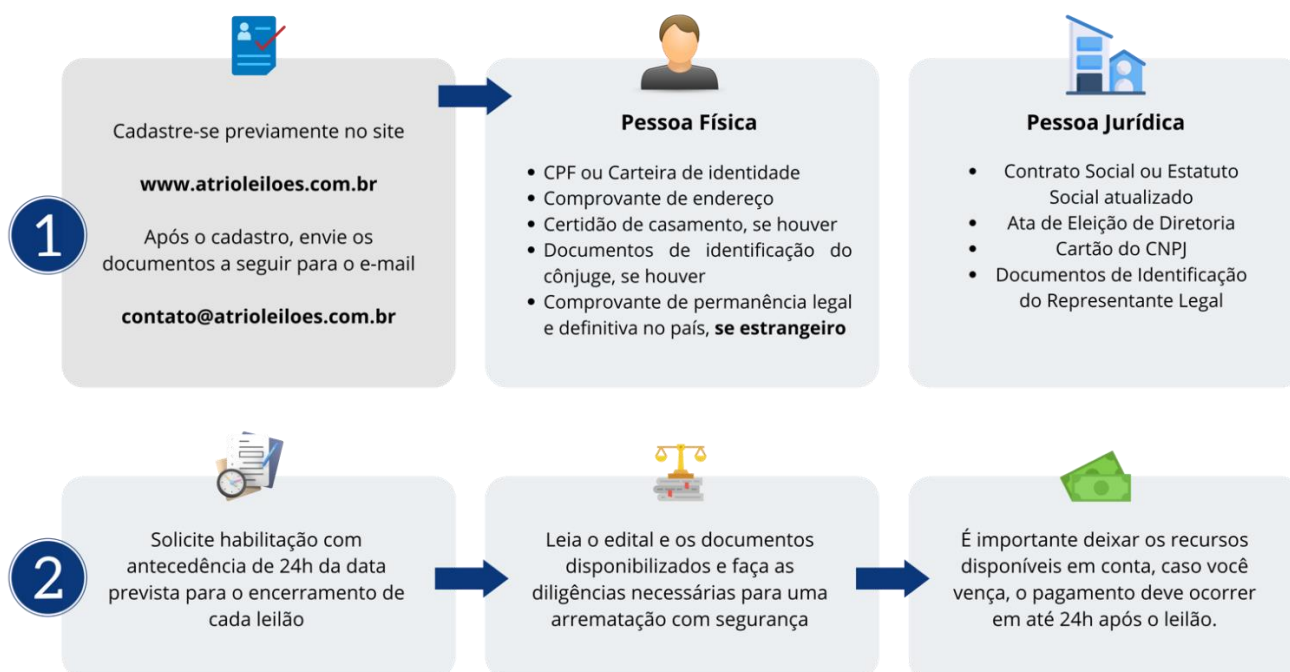 1
Cadastre-se previamente no site
www.atrioleiloes.com.br
Após o cadastro, envie os
documentos a seguir para o e-mail
contato@atrioleiloes.com.br
Pessoa Física
• CPF ou Carteira de identidade
• Comprovante de endereço
• Certidão de casamento, se houver
• Documentos de identificação do
cônjuge, se houver
• Comprovante de permanência legal
e definitiva no país, se estrangeiro
Pessoa Jurídica
• Contrato Social ou Estatuto
Social atualizado
• Ata de Eleição de Diretoria
• Cartão do CNPJ
• Documentos de Identificação
do Representante Legal
2
Solicite habilitação com
antecedência de 24h da data
prevista para o encerramento de
cada leilão
Leia o edital e os documentos
disponibilizados e faça as
diligências necessárias para uma
arrematação com segurança
É importante deixar os recursos
disponíveis em conta, caso você
vença, o pagamento deve ocorrer
em até 24h após o leilão.